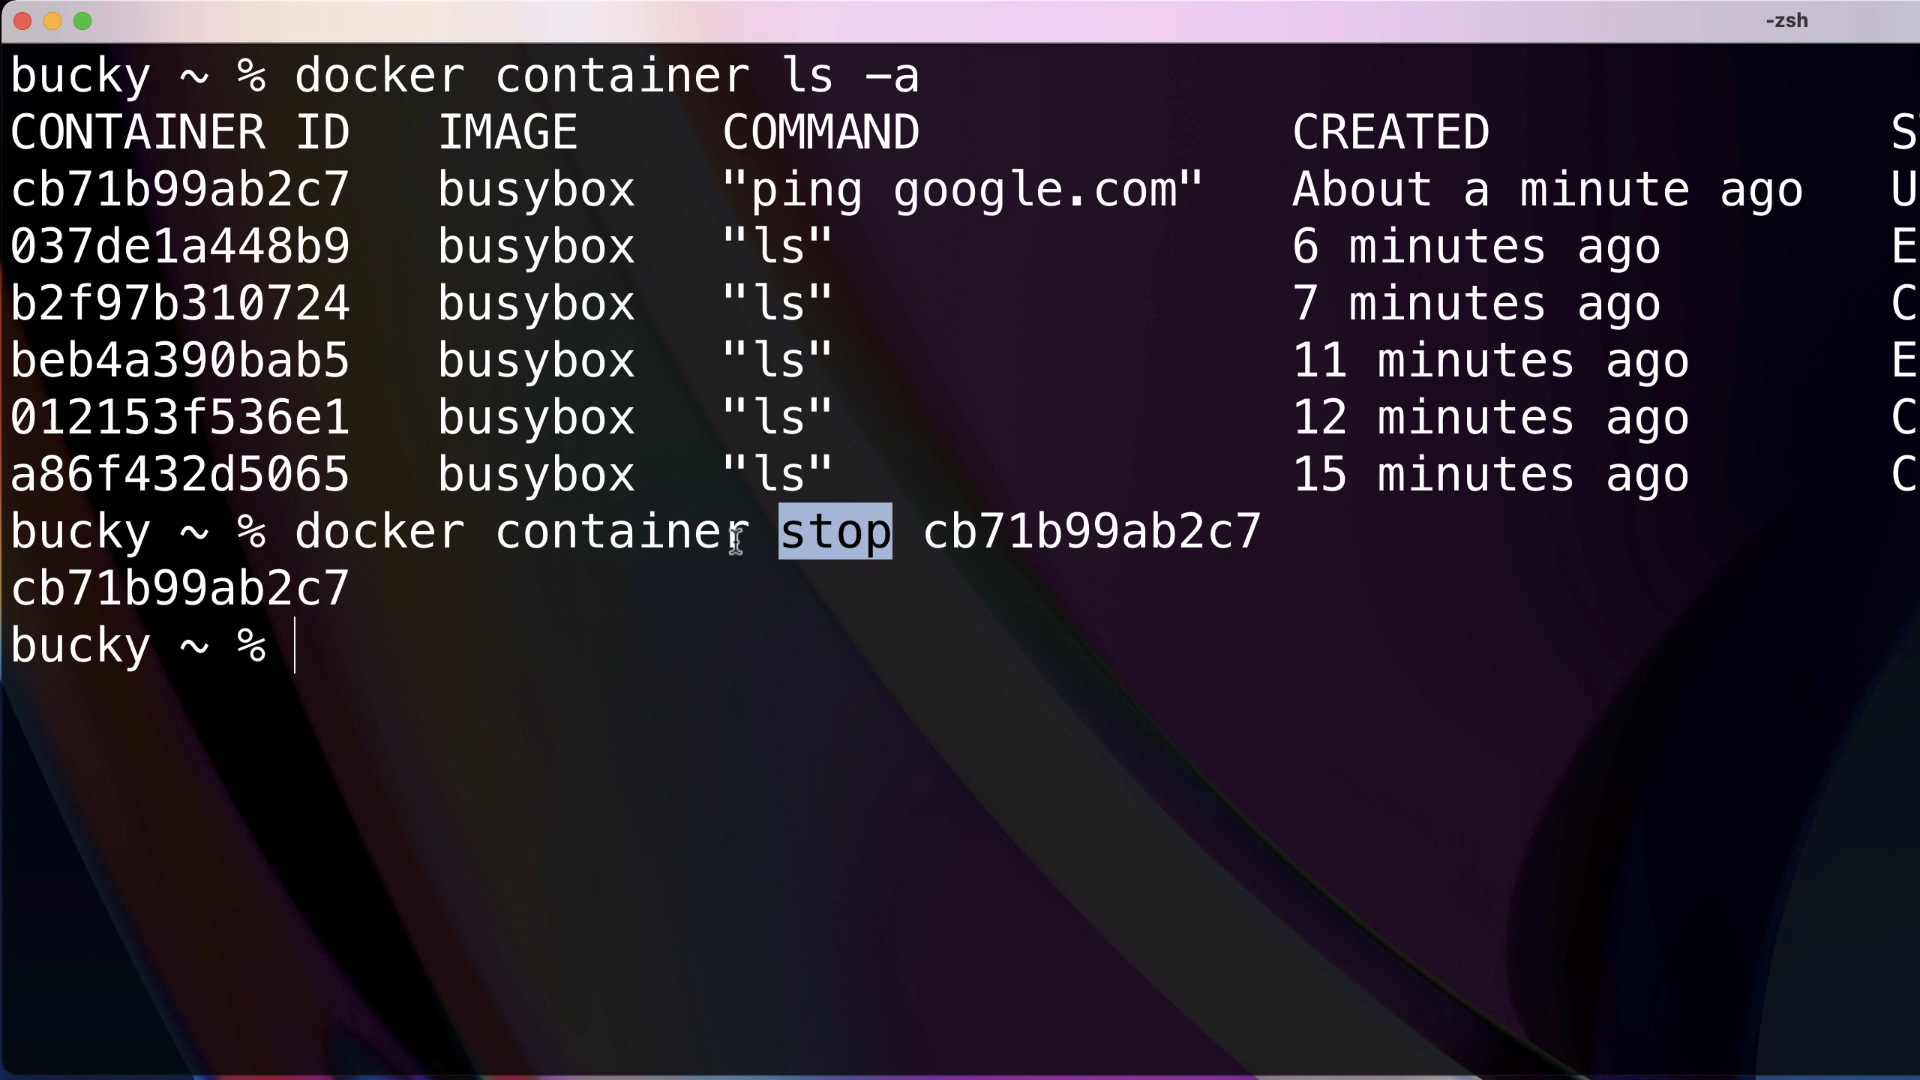 -zsh
bucky ~ % docker container ls -a
CONTAINER ID IMAGE COMMAND CREATED S
cb71b99ab2c7 busybox "ping google.com" About a minute ago U
037de1a448b9 busybox "ls" 6 minutes ago E
b2f97b310724 busybox "ls" 7 minutes ago C
beb4a390bab5 busybox "ls" 11 minutes ago E
012153f536e1 busybox "ls" 12 minutes ago C
a86f432d5065 busybox "ls" 15 minutes ago C
bucky ~ % docker container stop cb71b99ab2c7
cb71b99ab2c7
bucky ~ %